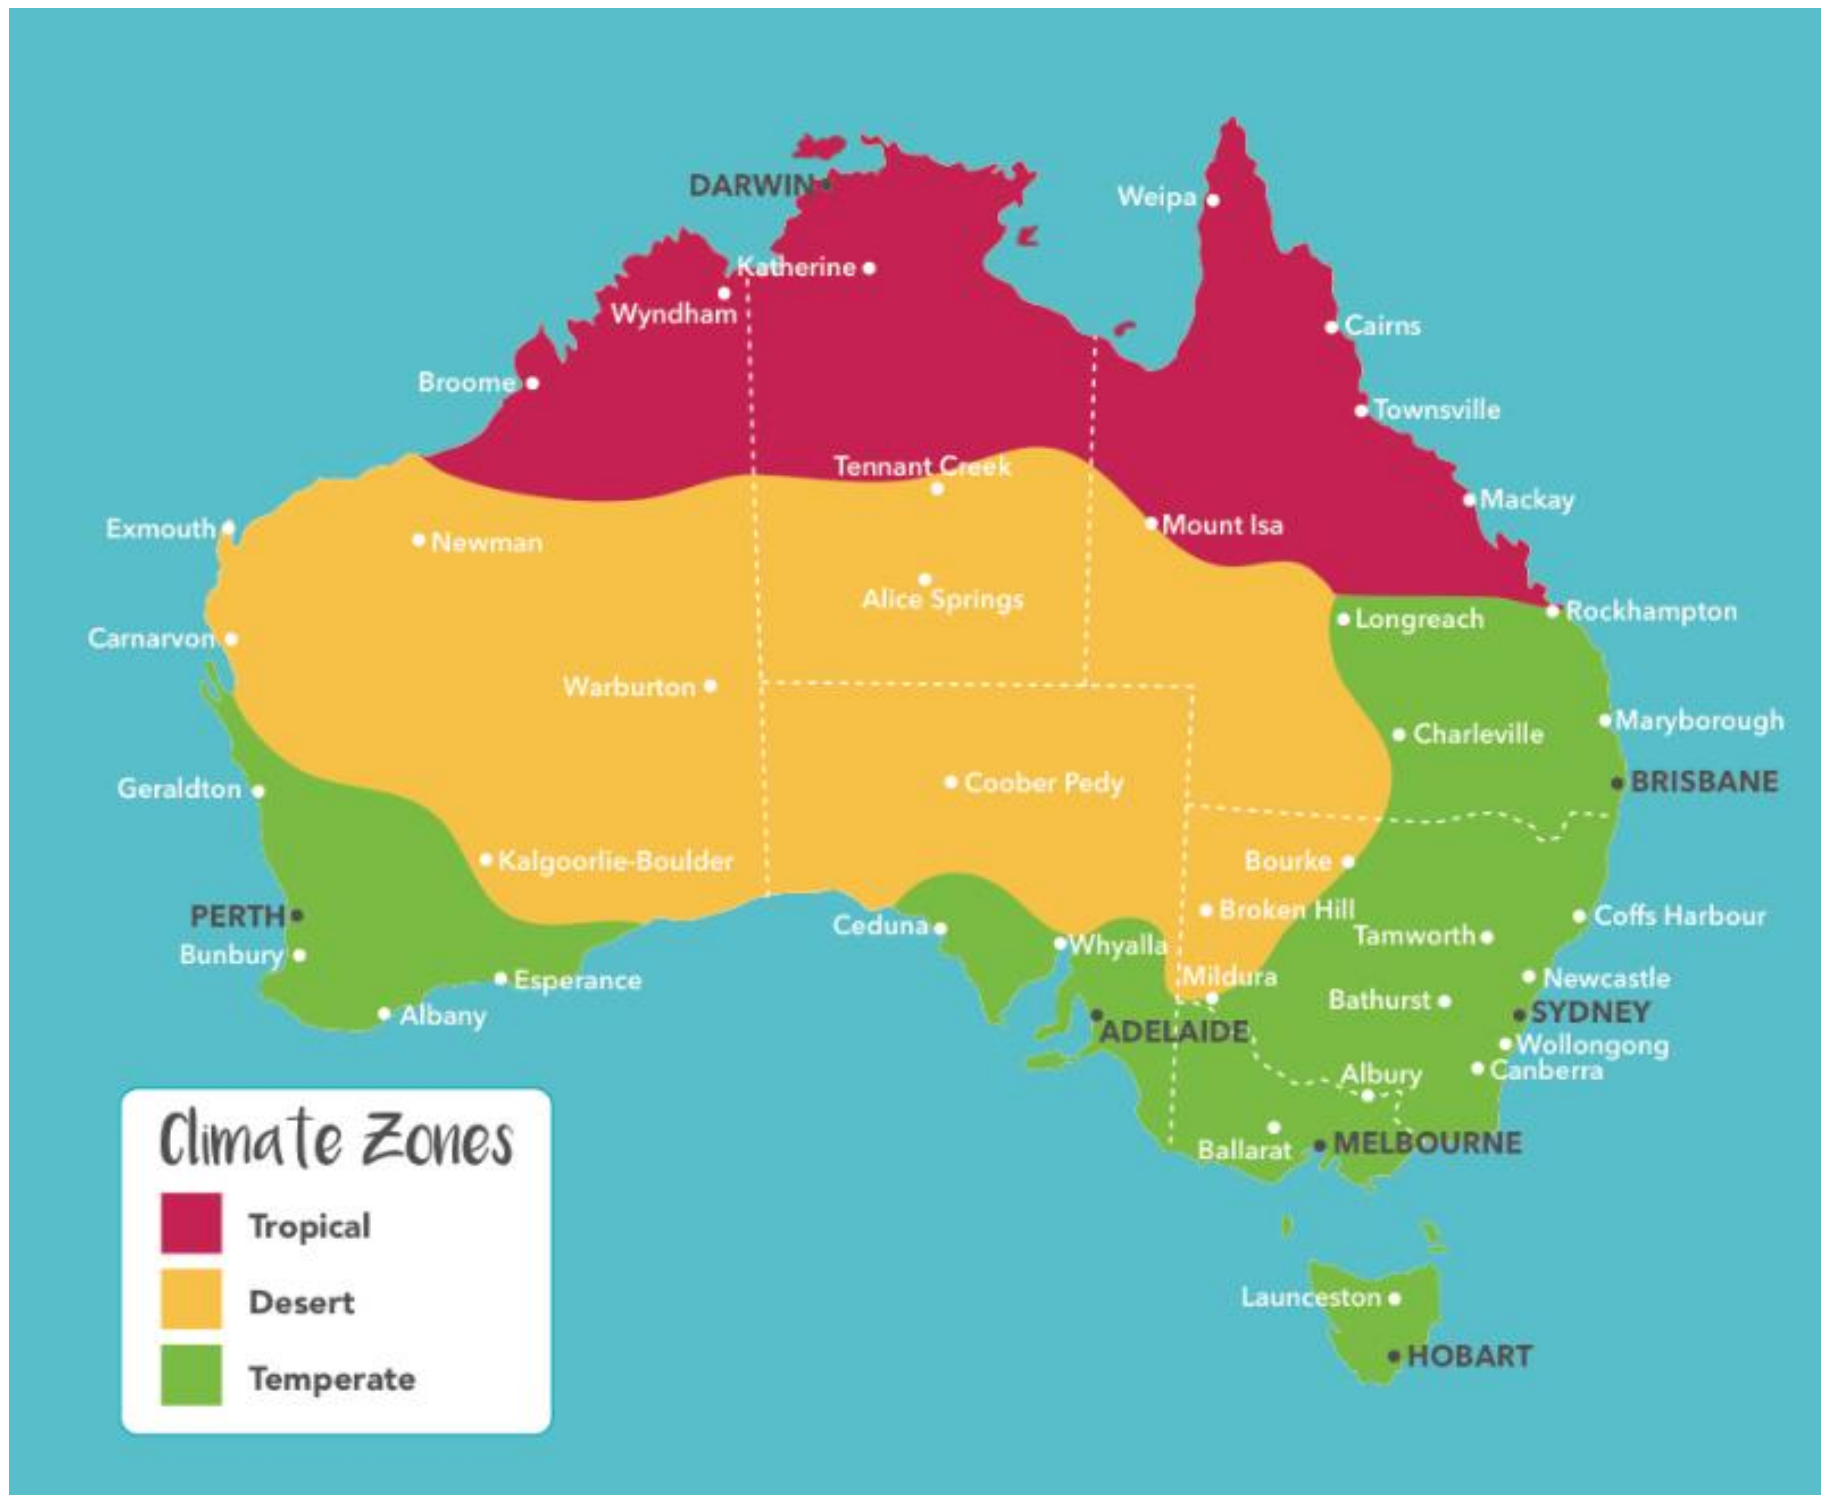 DARWIN
Weipa
Katherine
Wyndham
Cairns
Broome
Townsville
Tennant Creek
Mackay
Exmouth
Newman
Mount Isa
Alice Springs
Rockhampton
Longreach
Carnarvon
Warburton
Maryborough
Charleville
Geraldton
Coober Pedy
BRISBANE
Kalgoorlie-Boulder
Bourke
PERTH
Broken Hill
Coffs Harbour
Ceduna
Tamworth
Whyalla
Bunbury
Esperance
Mildura
Newcastle
Bathurst
Albany
SYDNEY
ADELAIDE
Wollongong
Canberra
Albury
Ballarat
MELBOURNE
Launceston
HOBART
Climate Zones
Tropical
Desert
Temperate